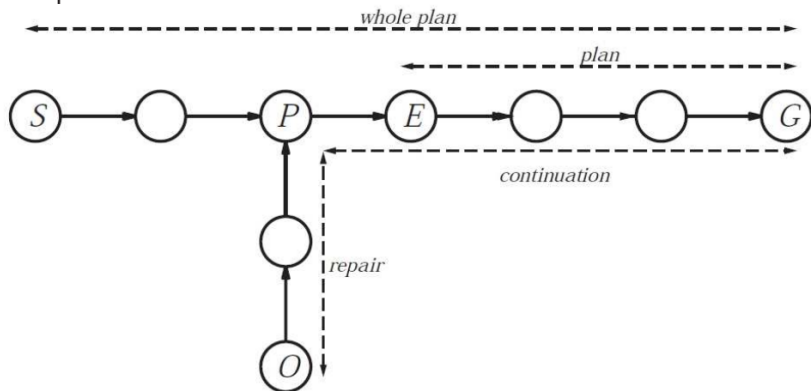 whole plan
plan
S P E G
continuation
repair
O